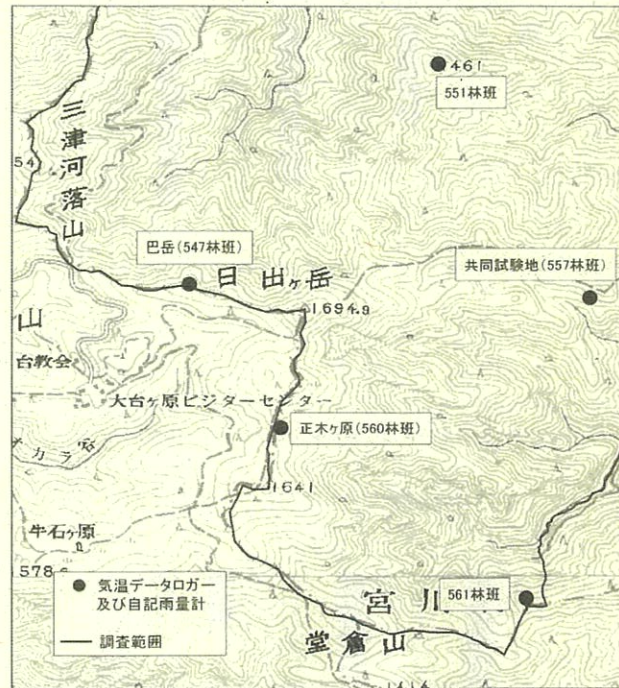 461
551林班
三津河落山
54
巴岳(547林班)
日出ヶ岳
共同試験地(557林班)
1694.9
山
台教会
大台ヶ原ビジターセンター
正木ヶ原(560林班)
1641
牛石ヶ原
578
561林班
宮川
堂倉山
● 気温データロガー
及び自記雨量計
― 調査範囲